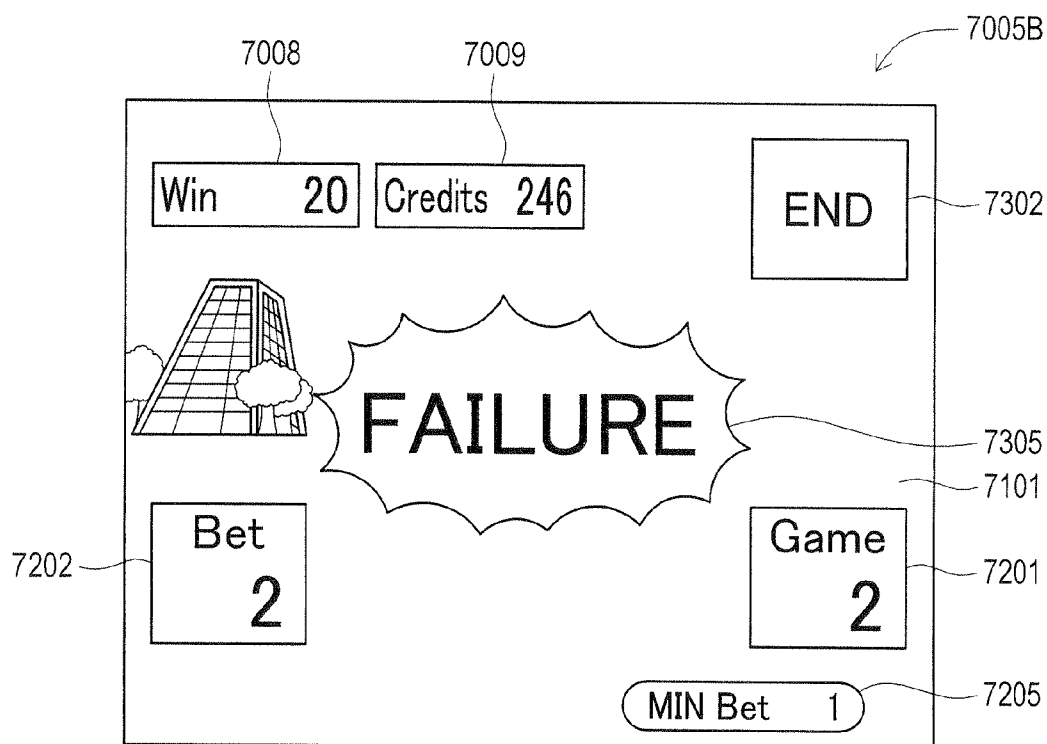 7005B
7008
7009
Win 20
Credits 246
END
7302
FAILURE
7305
7101
7202
Bet
2
Game
2
7201
MIN Bet 1
7205